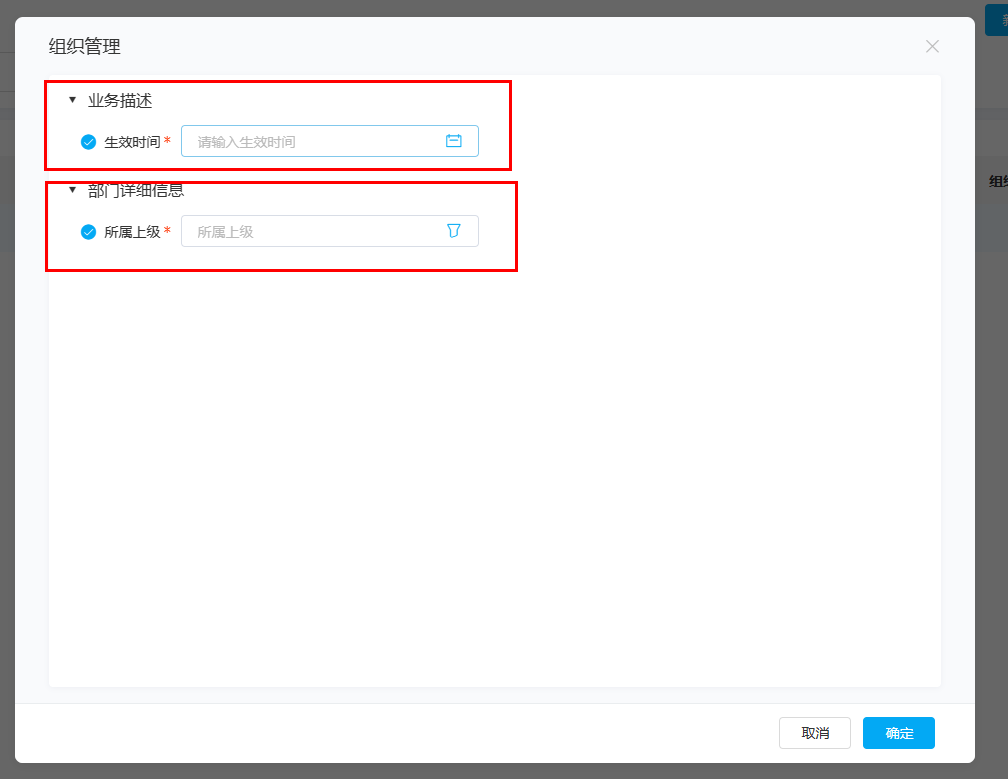 组织管理
业务描述
生效时间* 请输入生效时间
部门详细信息
所属上级* 所属上级
取消 确定